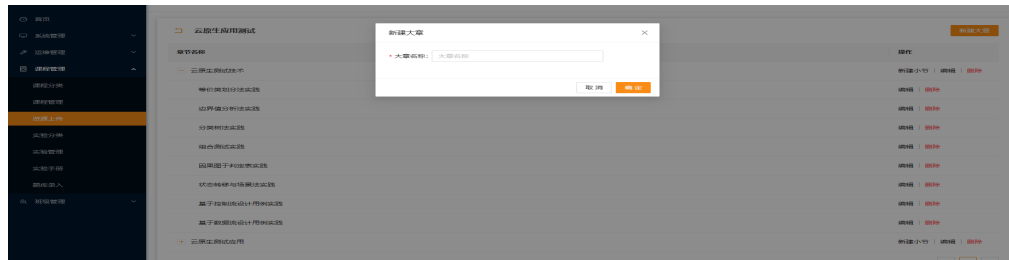 首页
系统管理
运维管理
课程管理
课程分类
课程管理
资源上传
实验分类
实验管理
实验手册
题库录入
班级管理
云原生应用测试
新建大章
章节名称
操作
云原生测试技术
新建小节 编辑 删除
等价类划分法实践
编辑 删除
边界值分析法实践
编辑 删除
分类树法实践
编辑 删除
组合测试实践
编辑 删除
因果图于判定表实践
编辑 删除
状态转移与场景法实践
编辑 删除
基于控制流设计用例实践
编辑 删除
基于数据流设计用例实践
编辑 删除
云原生测试应用
新建小节 编辑 删除
新建大章
* 大章名称: 大章名称
取消 确定